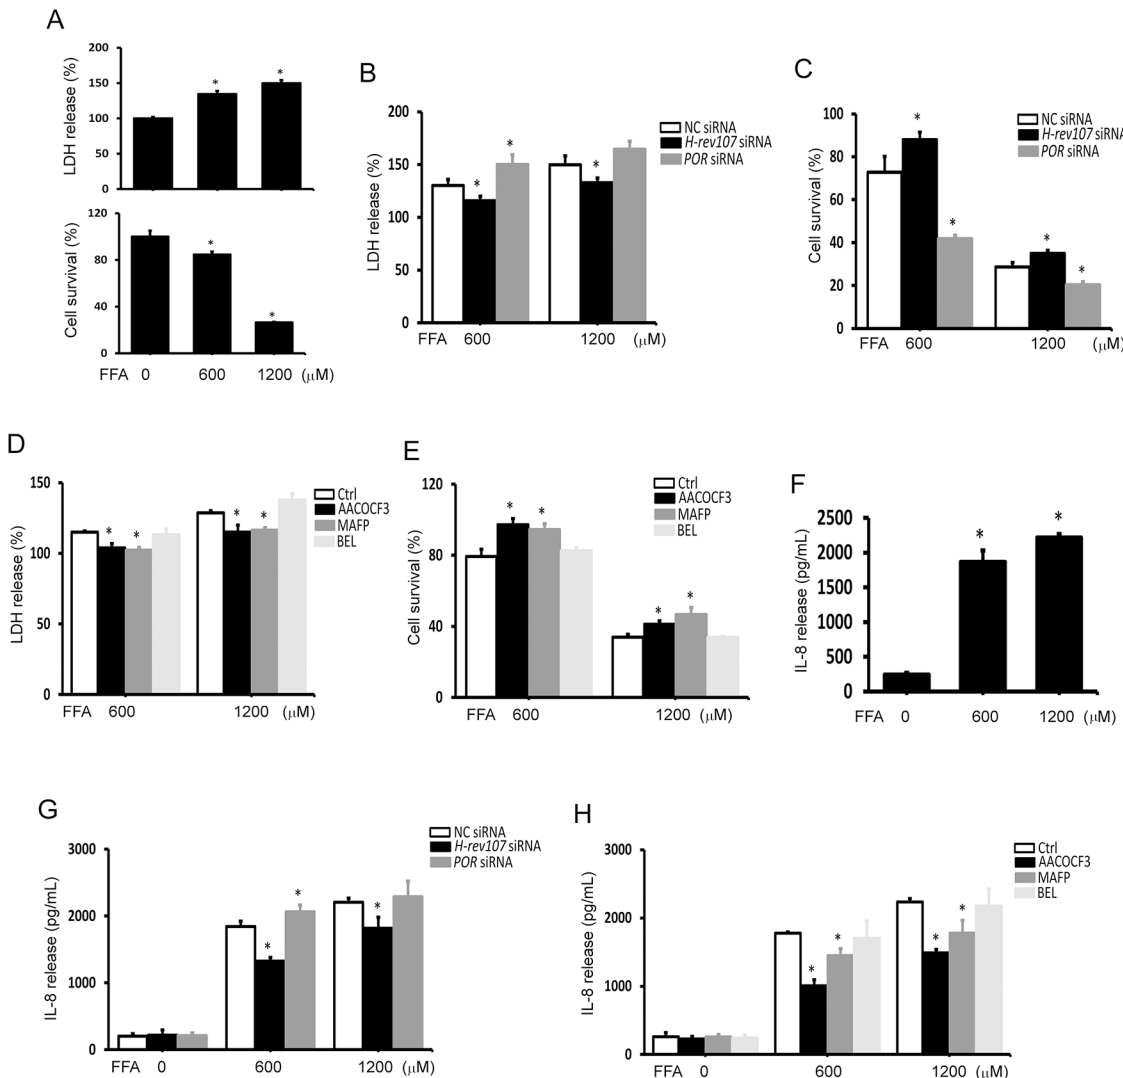 A
LDH release (%)
200
150
100
50
0
Cell survival (%)
120
80
40
0
*
*
*
*
FFA 0 600 1200 (μM)
B
LDH release (%)
200
150
100
50
0
NC siRNA
H-rev107 siRNA
POR siRNA
*
*
*
FFA 600 1200 (μM)
C
Cell survival (%)
100
80
60
40
20
0
NC siRNA
H-rev107 siRNA
POR siRNA
*
*
*
*
FFA 600 1200 (μM)
D
LDH release (%)
150
100
50
0
Ctrl
AACOCF3
MAFP
BEL
* *
* *
FFA 600 1200 (μM)
E
Cell survival (%)
120
80
40
0
Ctrl
AACOCF3
MAFP
BEL
* *
* *
FFA 600 1200 (μM)
F
IL-8 release (pg/mL)
2500
2000
1500
1000
500
0
*
*
FFA 0 600 1200 (μM)
G
IL-8 release (pg/mL)
3000
2000
1000
0
NC siRNA
H-rev107 siRNA
POR siRNA
*
*
*
FFA 0 600 1200 (μM)
H
IL-8 release (pg/mL)
3000
2000
1000
0
Ctrl
AACOCF3
MAFP
BEL
*
*
*
*
FFA 0 600 1200 (μM)